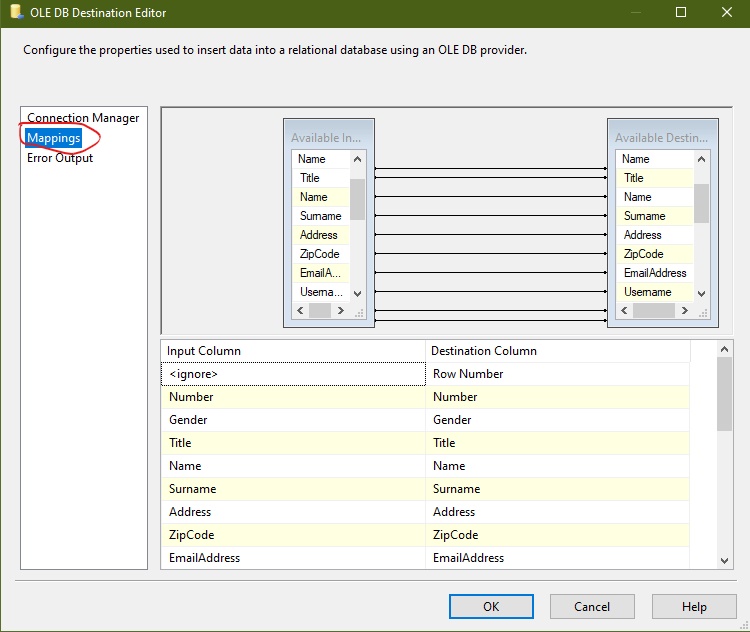 OLE DB Destination Editor
Configure the properties used to insert data into a relational database using an OLE DB provider.
Connection Manager
Mappings
Error Output
Available In...
Name
Title
Name
Surname
Address
ZipCode
EmailA...
Userna...
Available Destin...
Name
Title
Name
Surname
Address
ZipCode
EmailAddress
Username
Input Column Destination Column
<ignore> Row Number
Number Number
Gender Gender
Title Title
Name Name
Surname Surname
Address Address
ZipCode ZipCode
EmailAddress EmailAddress
OK Cancel Help